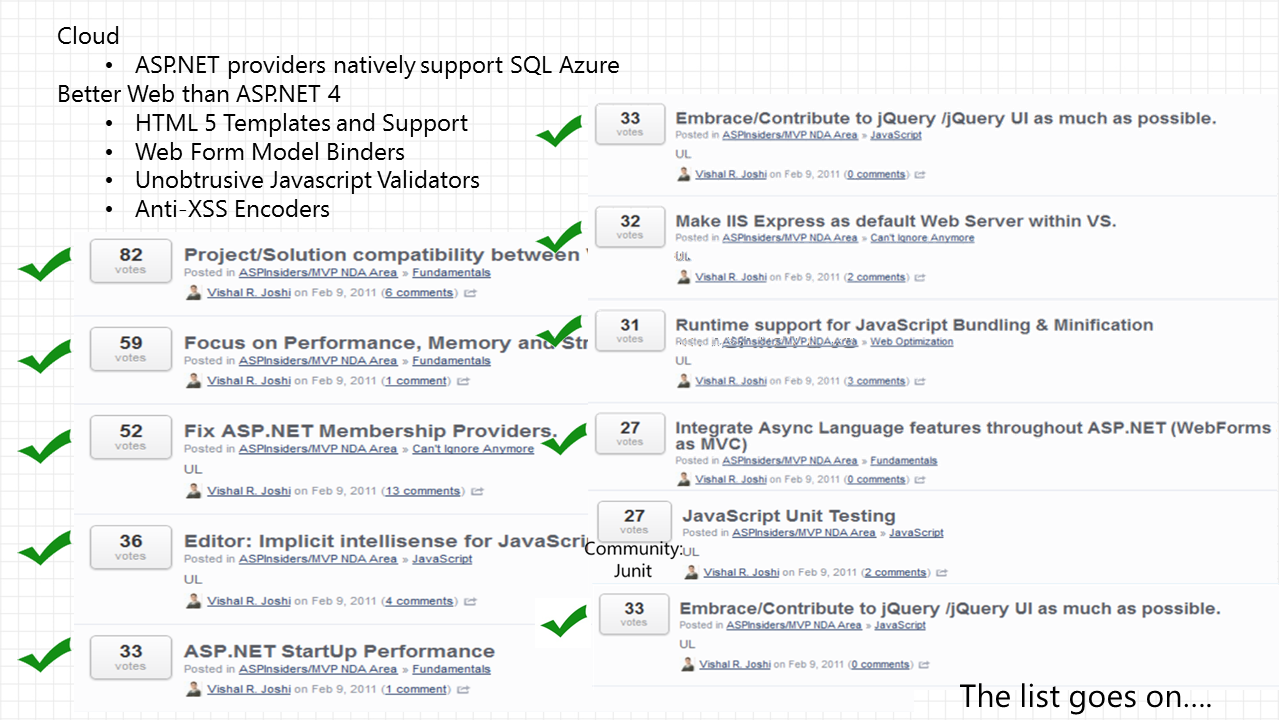 Cloud
• ASP.NET providers natively support SQL Azure
Better Web than ASP.NET 4
• HTML 5 Templates and Support
• Web Form Model Binders
• Unobtrusive Javascript Validators
• Anti-XSS Encoders
82
votes
Project/Solution compatibility between
Posted in ASPInsiders/MVP NDA Area » Fundamentals
Vishal R. Joshi on Feb 9, 2011 (6 comments)
59
votes
Focus on Performance, Memory and Str
Posted in ASPInsiders/MVP NDA Area » Fundamentals
Vishal R. Joshi on Feb 9, 2011 (1 comment)
52
votes
Fix ASP.NET Membership Providers.
Posted in ASPInsiders/MVP NDA Area » Can't Ignore Anymore
UL
Vishal R. Joshi on Feb 9, 2011 (13 comments)
36
votes
Editor: Implicit intellisense for JavaScri
Posted in ASPInsiders/MVP NDA Area » JavaScript
UL
Vishal R. Joshi on Feb 9, 2011 (4 comments)
33
votes
ASP.NET StartUp Performance
Posted in ASPInsiders/MVP NDA Area » Fundamentals
Vishal R. Joshi on Feb 9, 2011 (1 comment)
33
votes
Embrace/Contribute to jQuery /jQuery UI as much as possible.
Posted in ASPInsiders/MVP NDA Area » JavaScript
UL
Vishal R. Joshi on Feb 9, 2011 (0 comments)
32
votes
Make IIS Express as default Web Server within VS.
Posted in ASPInsiders/MVP NDA Area » Can't Ignore Anymore
UL
Vishal R. Joshi on Feb 9, 2011 (2 comments)
31
votes
Runtime support for JavaScript Bundling & Minification
Posted in ASPInsiders/MVP NDA Area » Web Optimization
UL
Vishal R. Joshi on Feb 9, 2011 (3 comments)
27
votes
Integrate Async Language features throughout ASP.NET (WebForms
as MVC)
Posted in ASPInsiders/MVP NDA Area » Fundamentals
Vishal R. Joshi on Feb 9, 2011 (0 comments)
27
votes
JavaScript Unit Testing
Posted in ASPInsiders/MVP NDA Area » JavaScript
UL
Vishal R. Joshi on Feb 9, 2011 (2 comments)
Community:
Junit
33
votes
Embrace/Contribute to jQuery /jQuery UI as much as possible.
Posted in ASPInsiders/MVP NDA Area » JavaScript
UL
Vishal R. Joshi on Feb 9, 2011 (0 comments)
The list goes on....